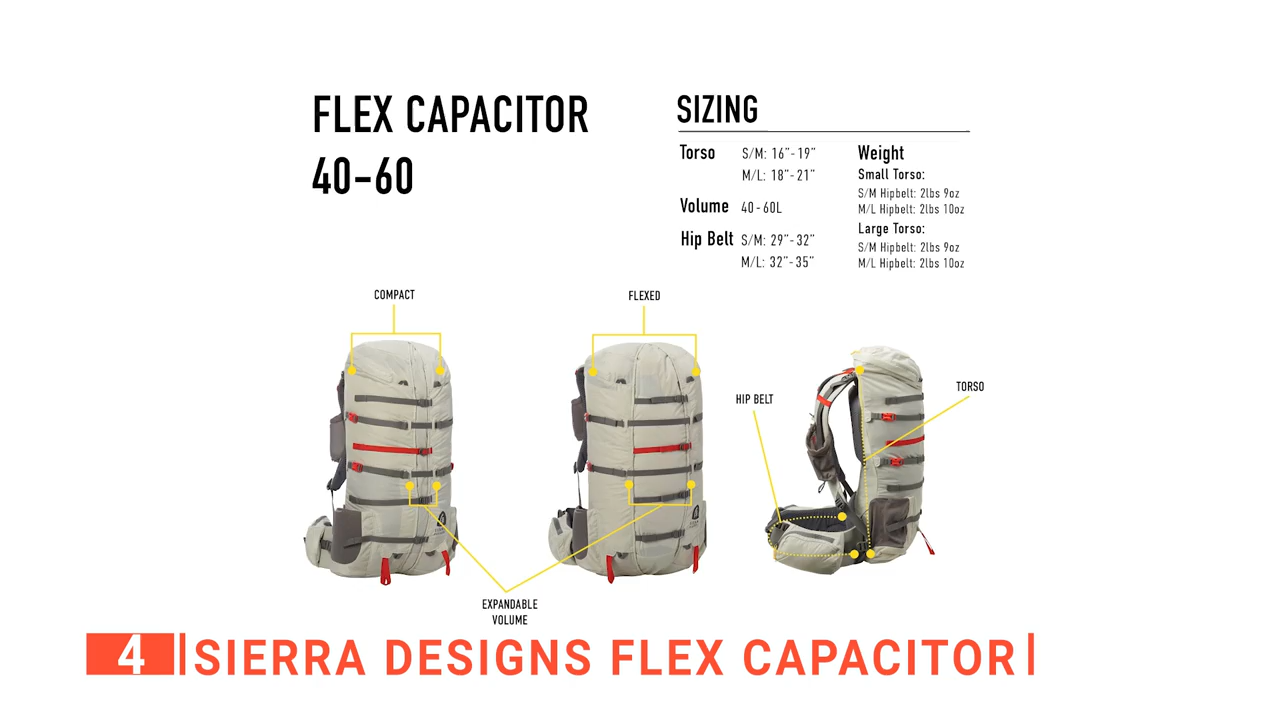 FLEX CAPACITOR
40-60
SIZING
Torso S/M: 16"-19"
M/L: 18"-21"
Volume 40-60L
Hip Belt S/M: 29"-32"
M/L: 32"-35"
Weight
Small Torso:
S/M Hipbelt: 2lbs 9oz
M/L Hipbelt: 2lbs 10oz
Large Torso:
S/M Hipbelt: 2lbs 9oz
M/L Hipbelt: 2lbs 10oz
COMPACT
FLEXED
HIP BELT
TORSO
EXPANDABLE
VOLUME
4 SIERRA DESIGNS FLEX CAPACITOR